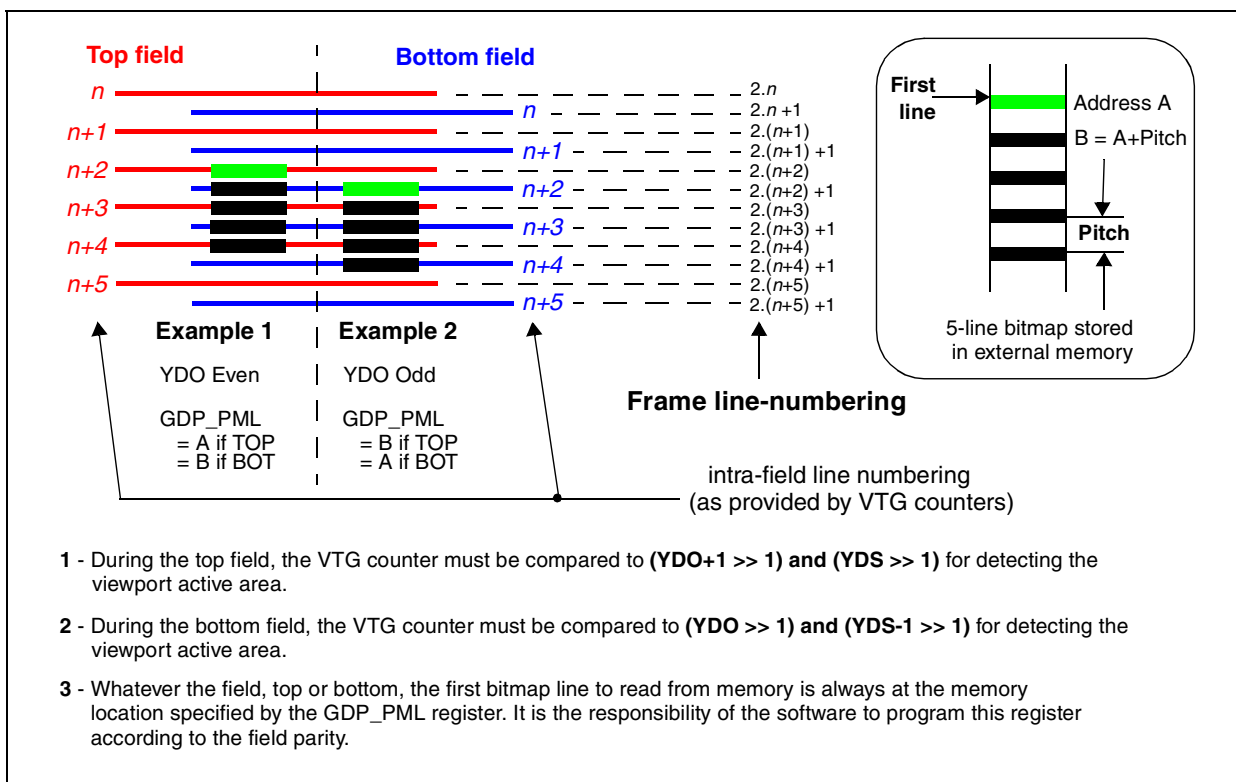 Top field
Bottom field
n
n+1
n+2
n+3
n+4
n+5
n
n+1
n+2
n+3
n+4
n+5
2.n
2.n +1
2.(n+1)
2.(n+1) +1
2.(n+2)
2.(n+2) +1
2.(n+3)
2.(n+3) +1
2.(n+4)
2.(n+4) +1
2.(n+5)
2.(n+5) +1
First
line
Address A
B = A+Pitch
Pitch
5-line bitmap stored
in external memory
Example 1
YDO Even
GDP_PML
= A if TOP
= B if BOT
Example 2
YDO Odd
GDP_PML
= B if TOP
= A if BOT
Frame line-numbering
intra-field line numbering
(as provided by VTG counters)
1 - During the top field, the VTG counter must be compared to (YDO+1 >> 1) and (YDS >> 1) for detecting the
viewport active area.
2 - During the bottom field, the VTG counter must be compared to (YDO >> 1) and (YDS-1 >> 1) for detecting the
viewport active area.
3 - Whatever the field, top or bottom, the first bitmap line to read from memory is always at the memory
location specified by the GDP_PML register. It is the responsibility of the software to program this register
according to the field parity.